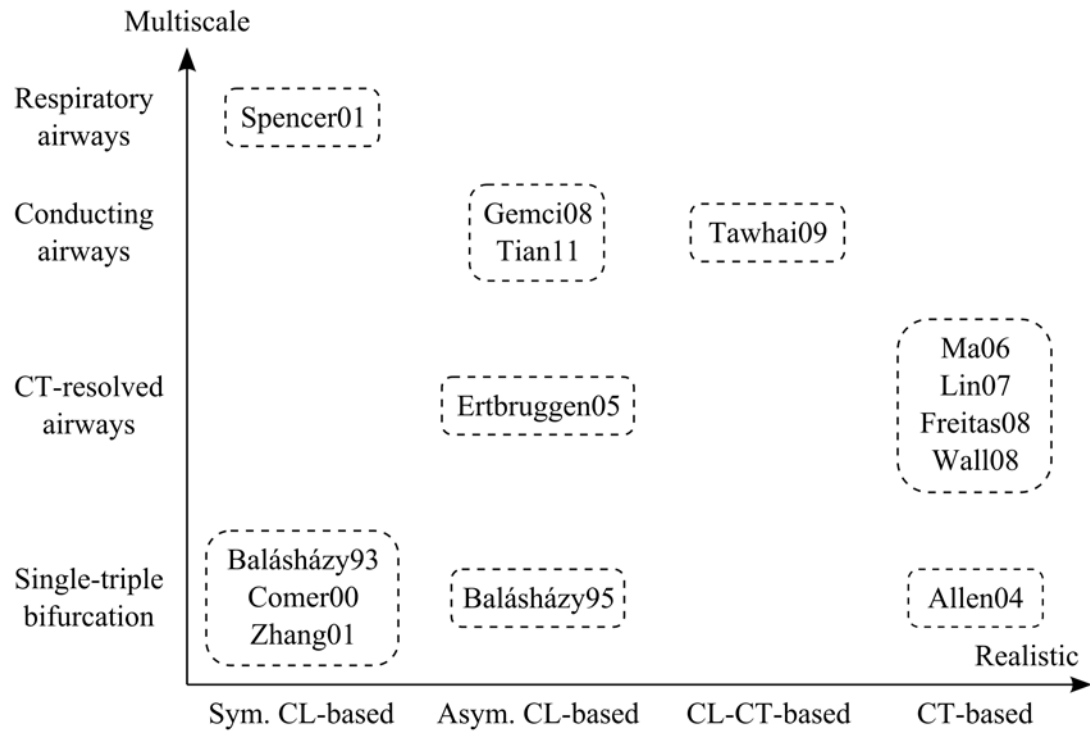 Multiscale
Respiratory
airways
Spencer01
Conducting
airways
Gemci08
Tian11
Tawhai09
CT-resolved
airways
Ertbruggen05
Ma06
Lin07
Freitas08
Wall08
Single-triple
bifurcation
Balásházy93
Comer00
Zhang01
Balásházy95
Allen04
Realistic
Sym. CL-based
Asym. CL-based
CL-CT-based
CT-based